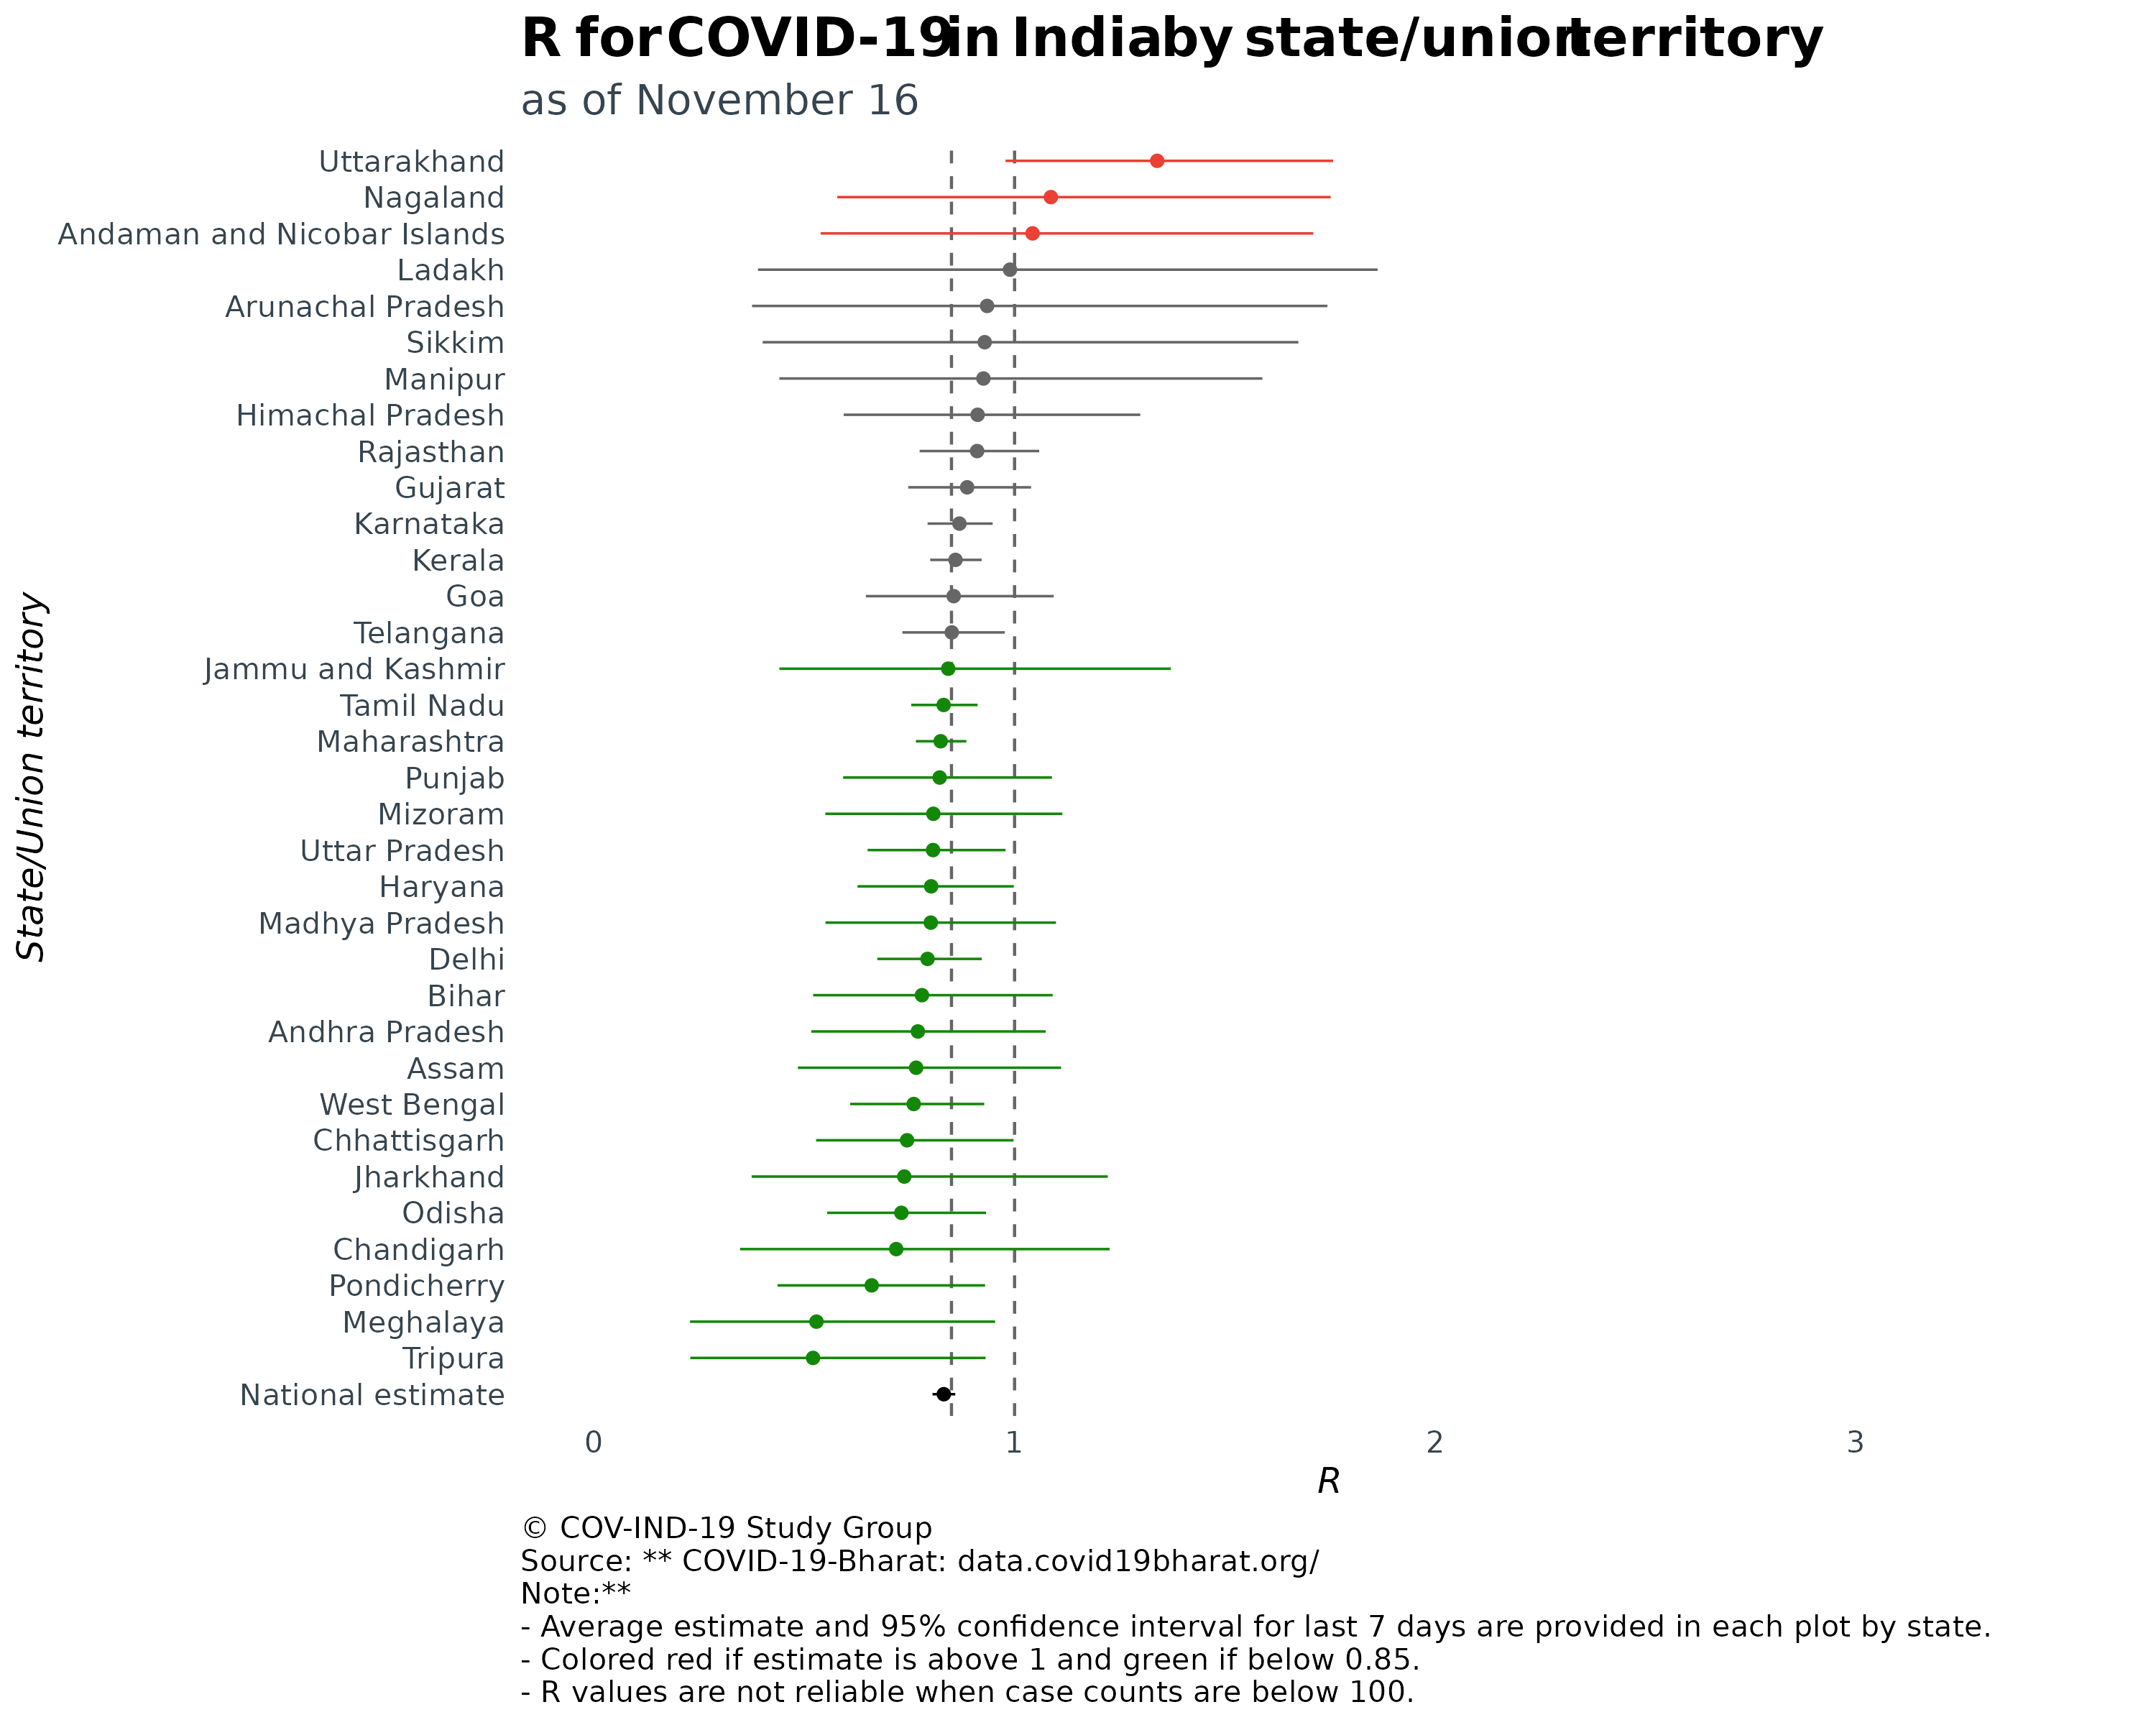 R for COVID-19 in India by state/union territory
as of November 16
Uttarakhand
Nagaland
Andaman and Nicobar Islands
Ladakh
Arunachal Pradesh
Sikkim
Manipur
Himachal Pradesh
Rajasthan
Gujarat
Karnataka
Kerala
Goa
Telangana
Jammu and Kashmir
Tamil Nadu
Maharashtra
Punjab
Mizoram
Uttar Pradesh
Haryana
Madhya Pradesh
Delhi
Bihar
Andhra Pradesh
Assam
West Bengal
Chhattisgarh
Jharkhand
Odisha
Chandigarh
Pondicherry
Meghalaya
Tripura
National estimate
State/Union territory
0 1 2 3
R
© COV-IND-19 Study Group
Source: ** COVID-19-Bharat: data.covid19bharat.org/
Note:**
- Average estimate and 95% confidence interval for last 7 days are provided in each plot by state.
- Colored red if estimate is above 1 and green if below 0.85.
- R values are not reliable when case counts are below 100.